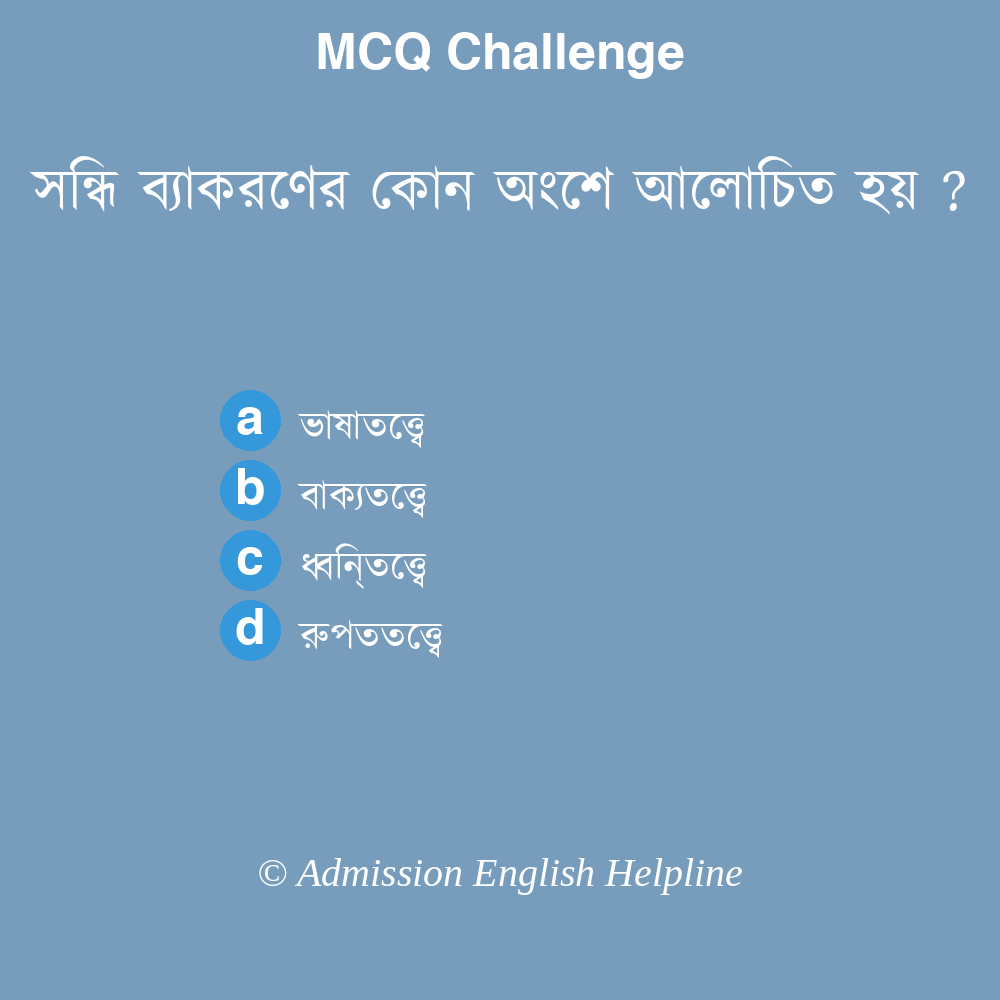 MCQ Challenge
সন্ধি ব্যাকরণের কোন অংশে আলোচিত হয় ?
a ভাষাতত্ত্বে
b বাক্যতত্ত্বে
c ধ্বনি্তত্ত্বে
d রুপততত্ত্বে
© Admission English Helpline